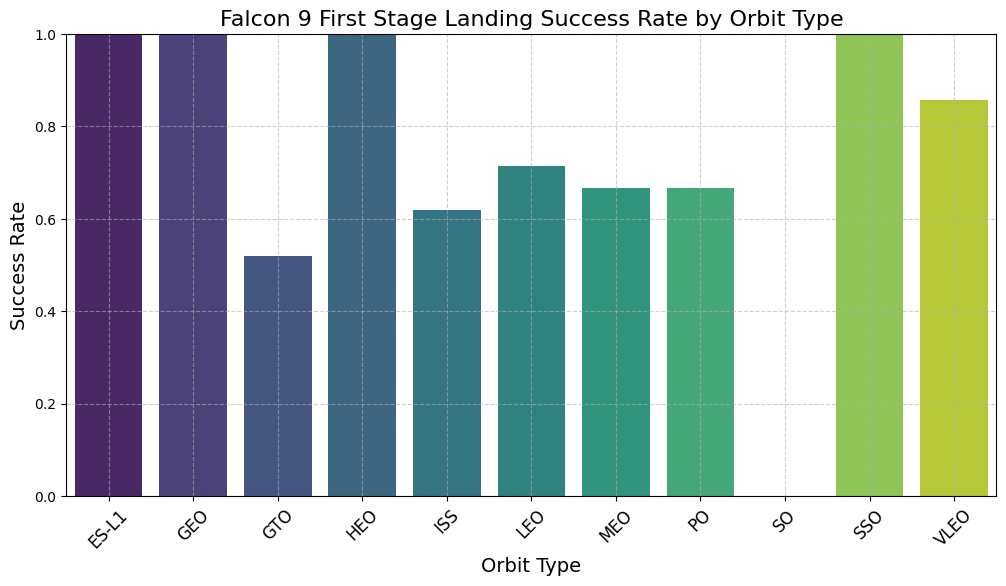 Falcon 9 First Stage Landing Success Rate by Orbit Type
1.0
0.8
0.6
0.4
0.2
0.0
Success Rate
ES-L1
GEO
GTO
HEO
ISS
LEO
MEO
PO
SO
SSO
VLEO
Orbit Type